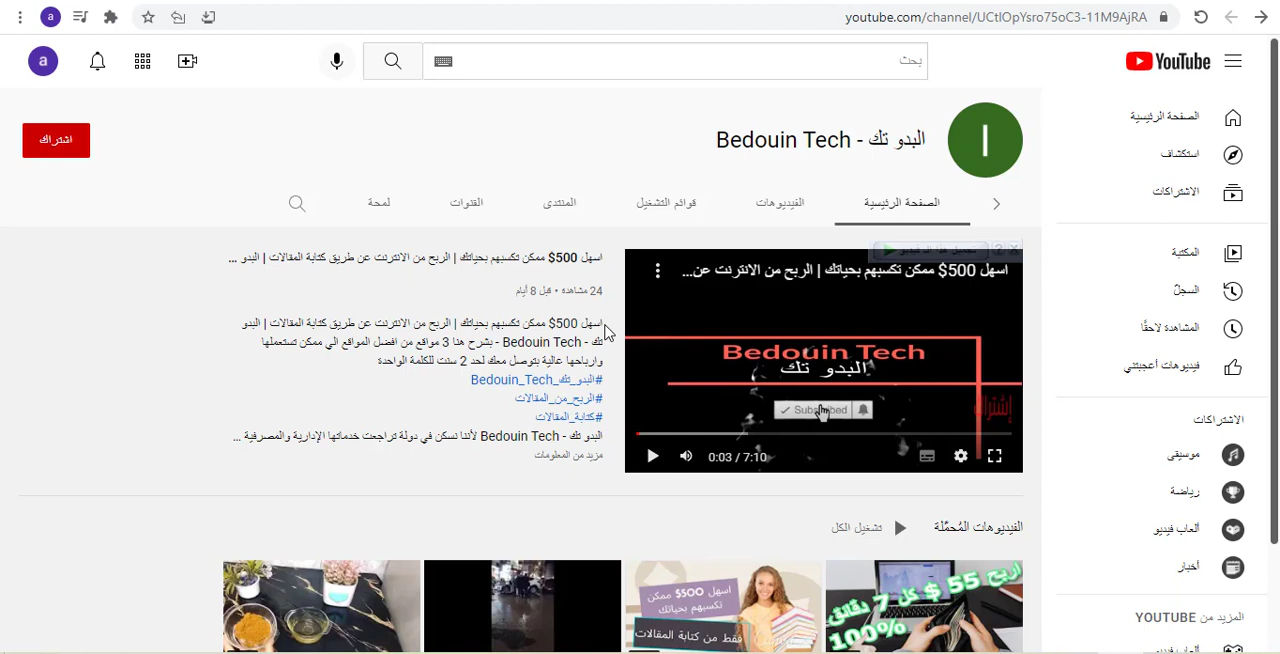 youtube.com/channel/UCtlOpYsro75oC3-11M9AjRA
a
YouTube
بحث
a
البدو تك - Bedouin Tech
اشتراك
الصفحة الرئيسية
الفيديوهات
قوائم التشغيل
المنتدى
القنوات
لمحة
الصفحة الرئيسية
استكشاف
الاشتراكات
المكتبة
السجلّ
المشاهدة لاحقًا
فيديوهات أعجبتني
الاشتراكات
موسيقى
رياضة
ألعاب فيديو
أخبار
المزيد من YOUTUBE
ألعاب فيديو
تحميل هذا الفيديو
اسهل 500$ ممكن تكسبهم بحياتك | الربح من الانترنت عن...
Bedouin Tech
البدو تك
Subscribed
إشتراك
0:03 / 7:10
اسهل 500$ ممكن تكسبهم بحياتك | الربح من الانترنت عن طريق كتابة المقالات | البدو ...
24 مشاهدة • قبل 8 أيام
اسهل 500$ ممكن تكسبهم بحياتك | الربح من الانترنت عن طريق كتابة المقالات | البدو
تك - Bedouin Tech - بشرح هنا 3 مواقع من افضل المواقع الي ممكن تستعملها
وارباحها عالية بتوصل معك لحد 2 سنت للكلمة الواحدة
#البدو_تك_Bedouin_Tech
#الربح_من_المقالات
#كتابة_المقالات
البدو تك - Bedouin Tech لأننا نسكن في دولة تراجعت خدماتها الإدارية والمصرفية ...
مزيد من المعلومات
الفيديوهات المُحمَّلة
تشغيل الكل
اربح 55 $ كل 7 دقائق
100%
اسهل 500$ ممكن
تكسبهم بحياتك
فقط من كتابة المقالات